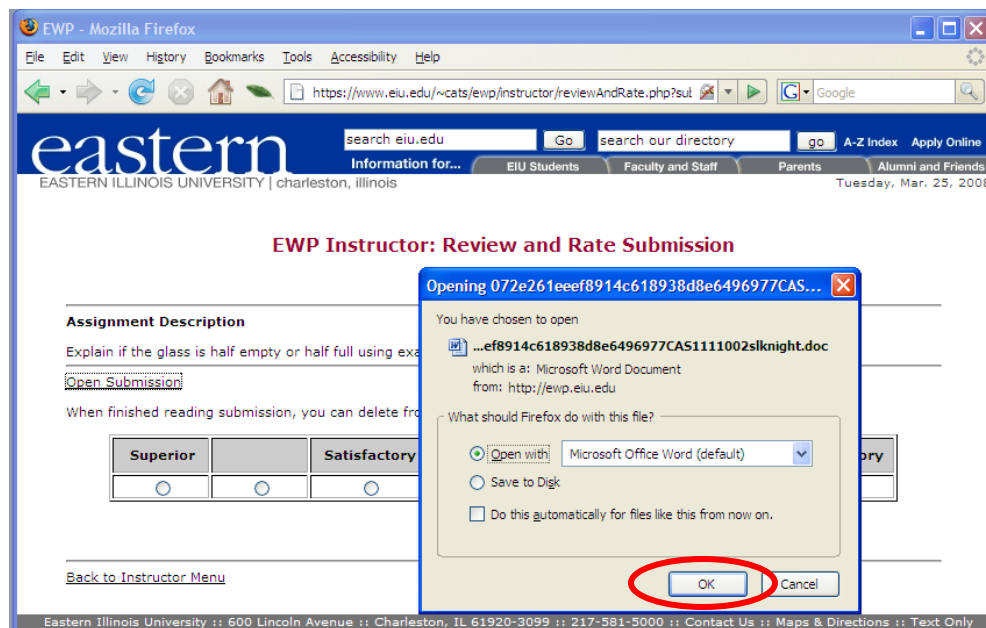 EWP - Mozilla Firefox
File Edit View History Bookmarks Tools Accessibility Help
https://www.eiu.edu/~cats/ewp/instructor/reviewAndRate.php?sul G Google
eastern search eiu.edu Go search our directory go A-Z Index Apply Online
Information for... EIU Students Faculty and Staff Parents Alumni and Friends
EASTERN ILLINOIS UNIVERSITY | charleston, illinois Tuesday, Mar. 25, 2008
EWP Instructor: Review and Rate Submission
Opening 072e261eeef8914c618938d8e6496977CAS...
Assignment Description
You have chosen to open
Explain if the glass is half empty or half full using exa
...ef8914c618938d8e6496977CAS1111002slknight.doc
which is a: Microsoft Word Document
Open Submission
from: http://ewp.eiu.edu
When finished reading submission, you can delete fro
What should Firefox do with this file?
Superior Satisfactory ory
Open with Microsoft Office Word (default)
Save to Disk
Do this automatically for files like this from now on.
Back to Instructor Menu
OK Cancel
Eastern Illinois University :: 600 Lincoln Avenue :: Charleston, IL 61920-3099 :: 217-581-5000 :: Contact Us :: Maps & Directions :: Text Only